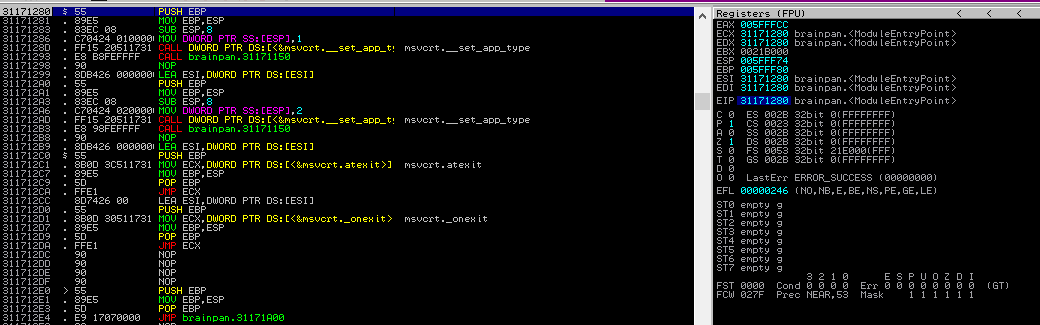 31171280 $ 55 PUSH EBP
31171281 . 89E5 MOV EBP,ESP
31171283 . 83EC 08 SUB ESP,8
31171286 . C70424 010000 MOV DWORD PTR SS:[ESP],1
3117128D . FF15 20511731 CALL DWORD PTR DS:[<&msvcrt.__set_app_t msvcrt.__set_app_type
31171293 . E8 B8FEFFFF CALL brainpan.31171150
31171298 . 90 NOP
31171299 . 8DB426 000000 LEA ESI,DWORD PTR DS:[ESI]
311712A0 . 55 PUSH EBP
311712A1 . 89E5 MOV EBP,ESP
311712A3 . 83EC 08 SUB ESP,8
311712A6 . C70424 020000 MOV DWORD PTR SS:[ESP],2
311712AD . FF15 20511731 CALL DWORD PTR DS:[<&msvcrt.__set_app_t msvcrt.__set_app_type
311712B3 . E8 98FEFFFF CALL brainpan.31171150
311712B8 . 90 NOP
311712B9 . 8DB426 000000 LEA ESI,DWORD PTR DS:[ESI]
311712C0 $ 55 PUSH EBP
311712C1 . 8B0D 3C511731 MOV ECX,DWORD PTR DS:[<&msvcrt.atexit>] msvcrt.atexit
311712C7 . 89E5 MOV EBP,ESP
311712C9 . 5D POP EBP
311712CA . FFE1 JMP ECX
311712CC 8D7426 00 LEA ESI,DWORD PTR DS:[ESI]
311712D0 . 55 PUSH EBP
311712D1 . 8B0D 30511731 MOV ECX,DWORD PTR DS:[<&msvcrt._onexit> msvcrt._onexit
311712D7 . 89E5 MOV EBP,ESP
311712D9 . 5D POP EBP
311712DA . FFE1 JMP ECX
311712DC 90 NOP
311712DD 90 NOP
311712DE 90 NOP
311712DF 90 NOP
311712E0 > 55 PUSH EBP
311712E1 . 89E5 MOV EBP,ESP
311712E3 . 5D POP EBP
311712E4 . E9 17070000 JMP brainpan.31171A00
Registers (FPU) < < <
EAX 005FFFCC
ECX 31171280 brainpan.<ModuleEntryPoint>
EDX 31171280 brainpan.<ModuleEntryPoint>
EBX 0021B000
ESP 005FFF74
EBP 005FFF80
ESI 31171280 brainpan.<ModuleEntryPoint>
EDI 31171280 brainpan.<ModuleEntryPoint>
EIP 31171280 brainpan.<ModuleEntryPoint>
C 0 ES 002B 32bit 0(FFFFFFFF)
P 1 CS 0023 32bit 0(FFFFFFFF)
A 0 SS 002B 32bit 0(FFFFFFFF)
Z 1 DS 002B 32bit 0(FFFFFFFF)
S 0 FS 0053 32bit 21E000(FFF)
T 0 GS 002B 32bit 0(FFFFFFFF)
D 0
O 0 LastErr ERROR_SUCCESS (00000000)
EFL 00000246 (NO,NB,E,BE,NS,PE,GE,LE)
ST0 empty g
ST1 empty g
ST2 empty g
ST3 empty g
ST4 empty g
ST5 empty g
ST6 empty g
ST7 empty g
3 2 1 0 E S P U O Z D I
FST 0000 Cond 0 0 0 0 Err 0 0 0 0 0 0 0 0 (GT)
FCW 027F Prec NEAR,53 Mask 1 1 1 1 1 1